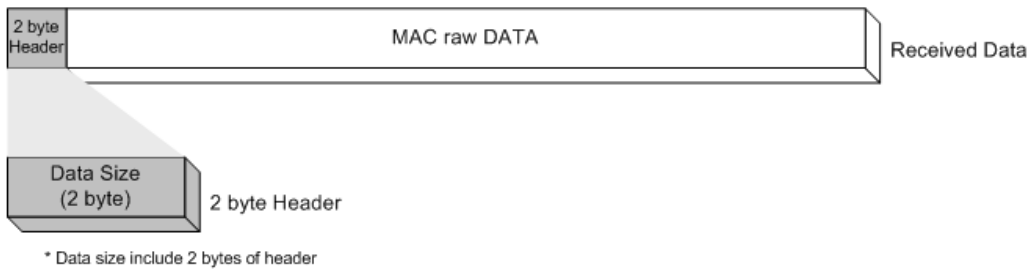 2 byte
Header
MAC raw DATA
Received Data
Data Size
(2 byte)
2 byte Header
* Data size include 2 bytes of header